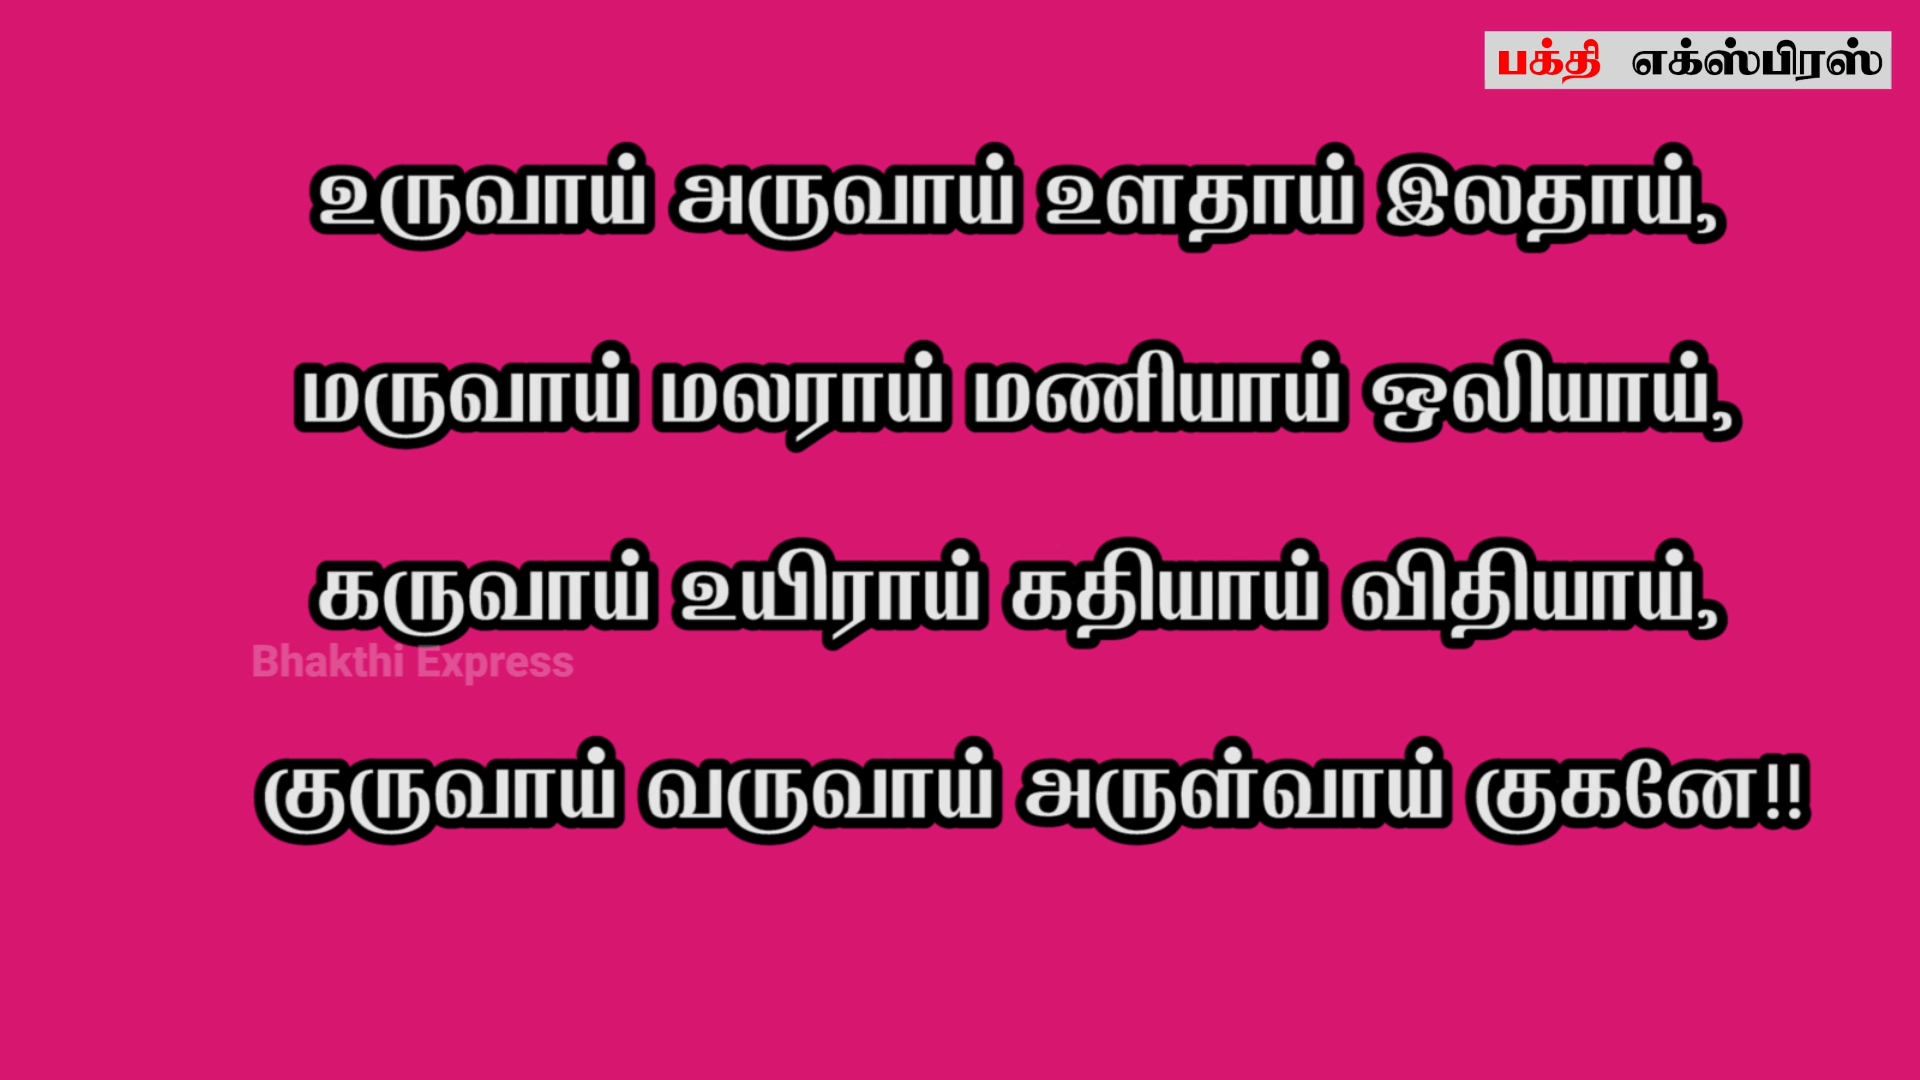 பக்தி எக்ஸ்பிரஸ்
உருவாய் அருவாய் உளதாய் இலதாய்,
மருவாய் மலராய் மணியாய் ஒலியாய்,
கருவாய் உயிராய் கதியாய் விதியாய்,
Bhakthi Express
குருவாய் வருவாய் அருள்வாய் குகனே!!